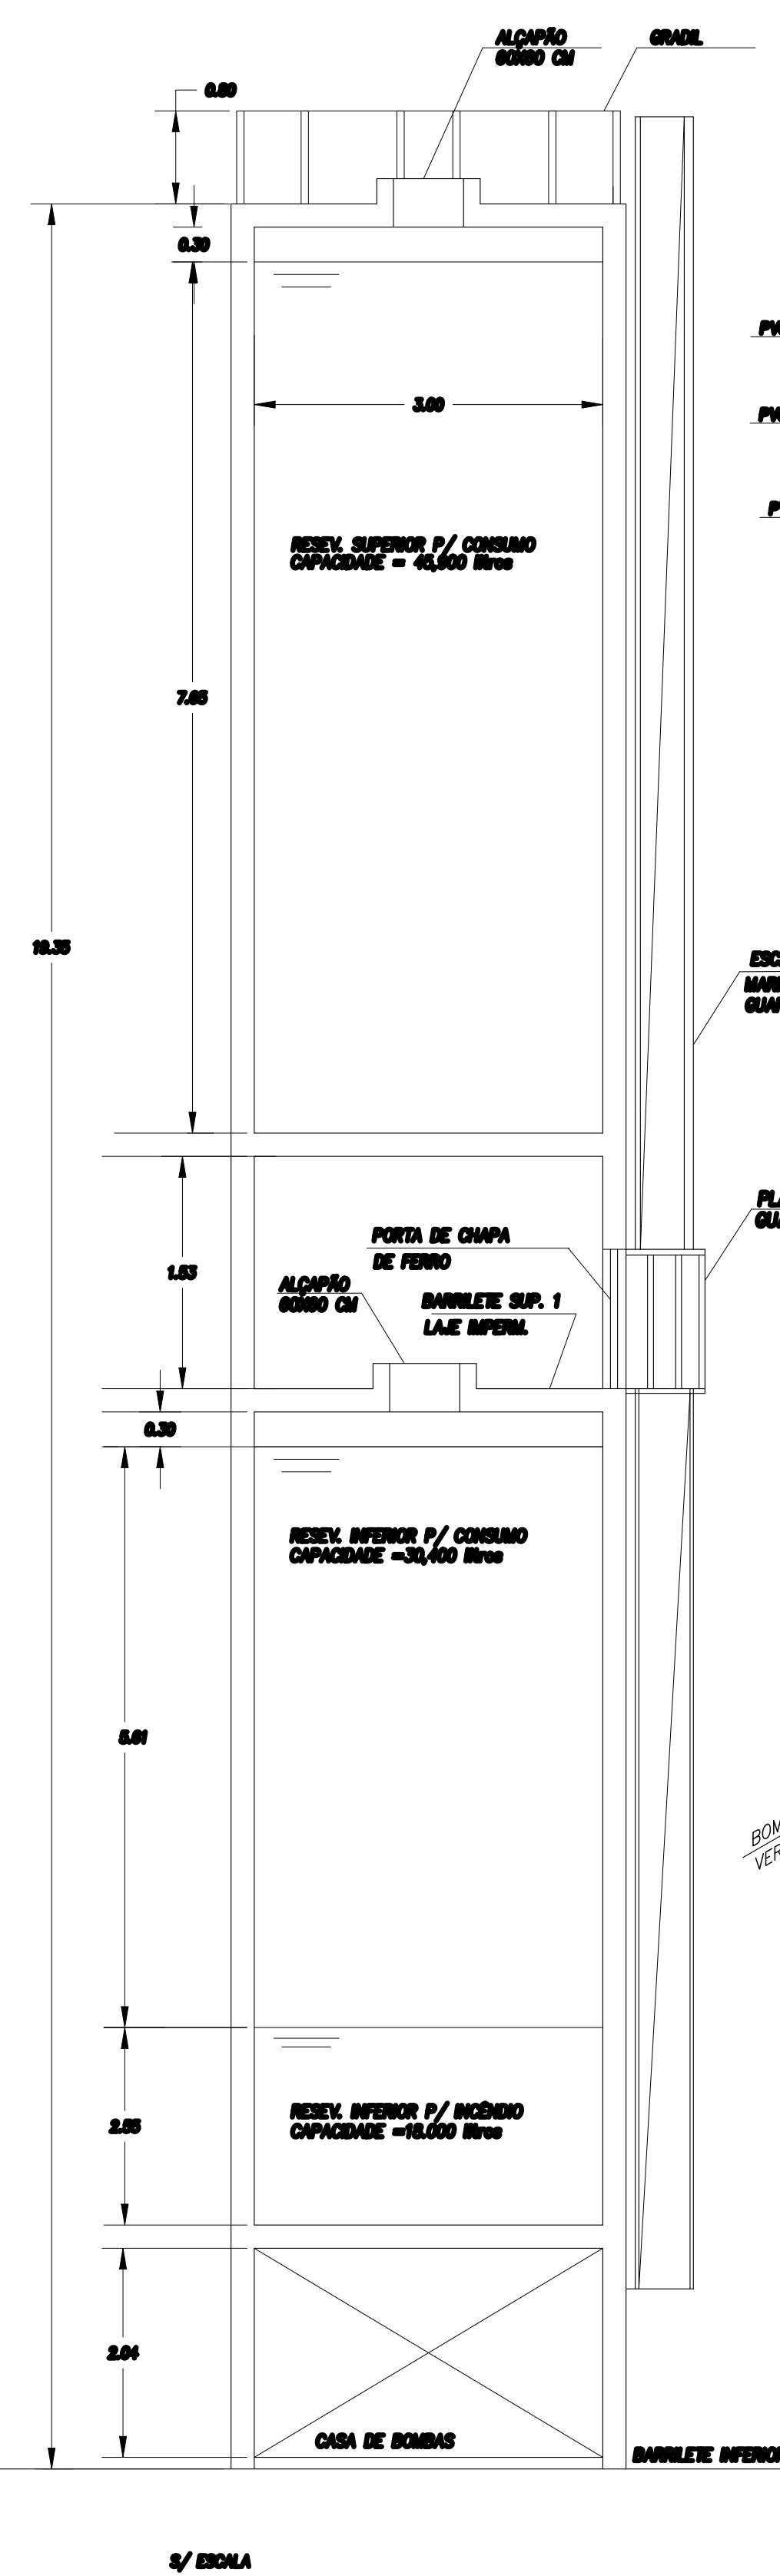 ALÇAPÃO
60X60 CM
GRADIL
0.80
0.30
3.00
RESEV. SUPERIOR P/ CONSUMO
CAPACIDADE = 45,900 litros
7.65
19.35
PORTA DE CHAPA
DE FERRO
1.53
ALÇAPÃO
60X60 CM
BARRILETE SUP. 1
LAJE IMPERM.
0.30
RESEV. INFERIOR P/ CONSUMO
CAPACIDADE =30,400 litros
5.61
RESEV. INFERIOR P/ INCÊNDIO
CAPACIDADE =18.000 litros
2.55
2.04
CASA DE BOMBAS
BARRILETE INFERIOR
S/ ESCALA